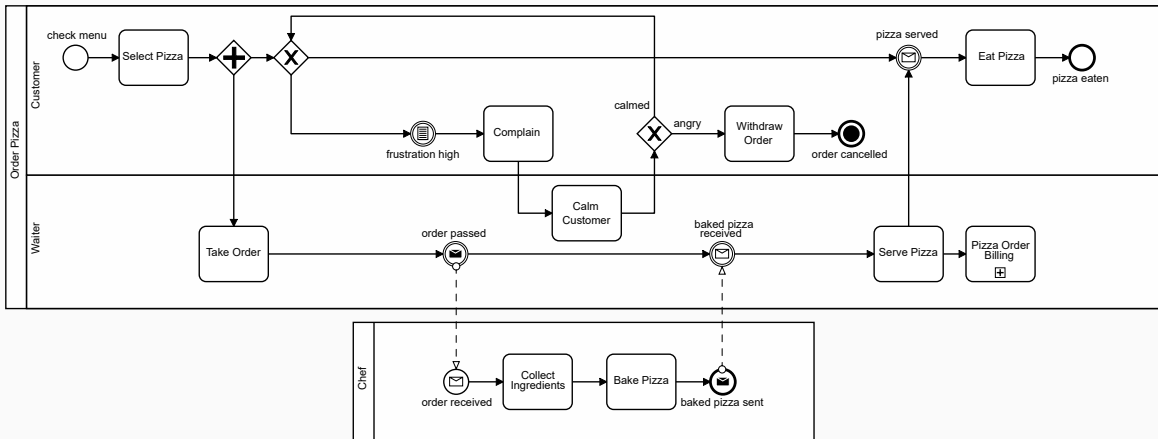 Order Pizza
Customer
check menu
Select Pizza
pizza served
Eat Pizza
pizza eaten
calmed
angry
frustration high
Complain
Withdraw
Order
order cancelled
Waiter
Calm
Customer
Take Order
order passed
baked pizza
received
Serve Pizza
Pizza Order
Billing
Chef
order received
Collect
Ingredients
Bake Pizza
baked pizza sent